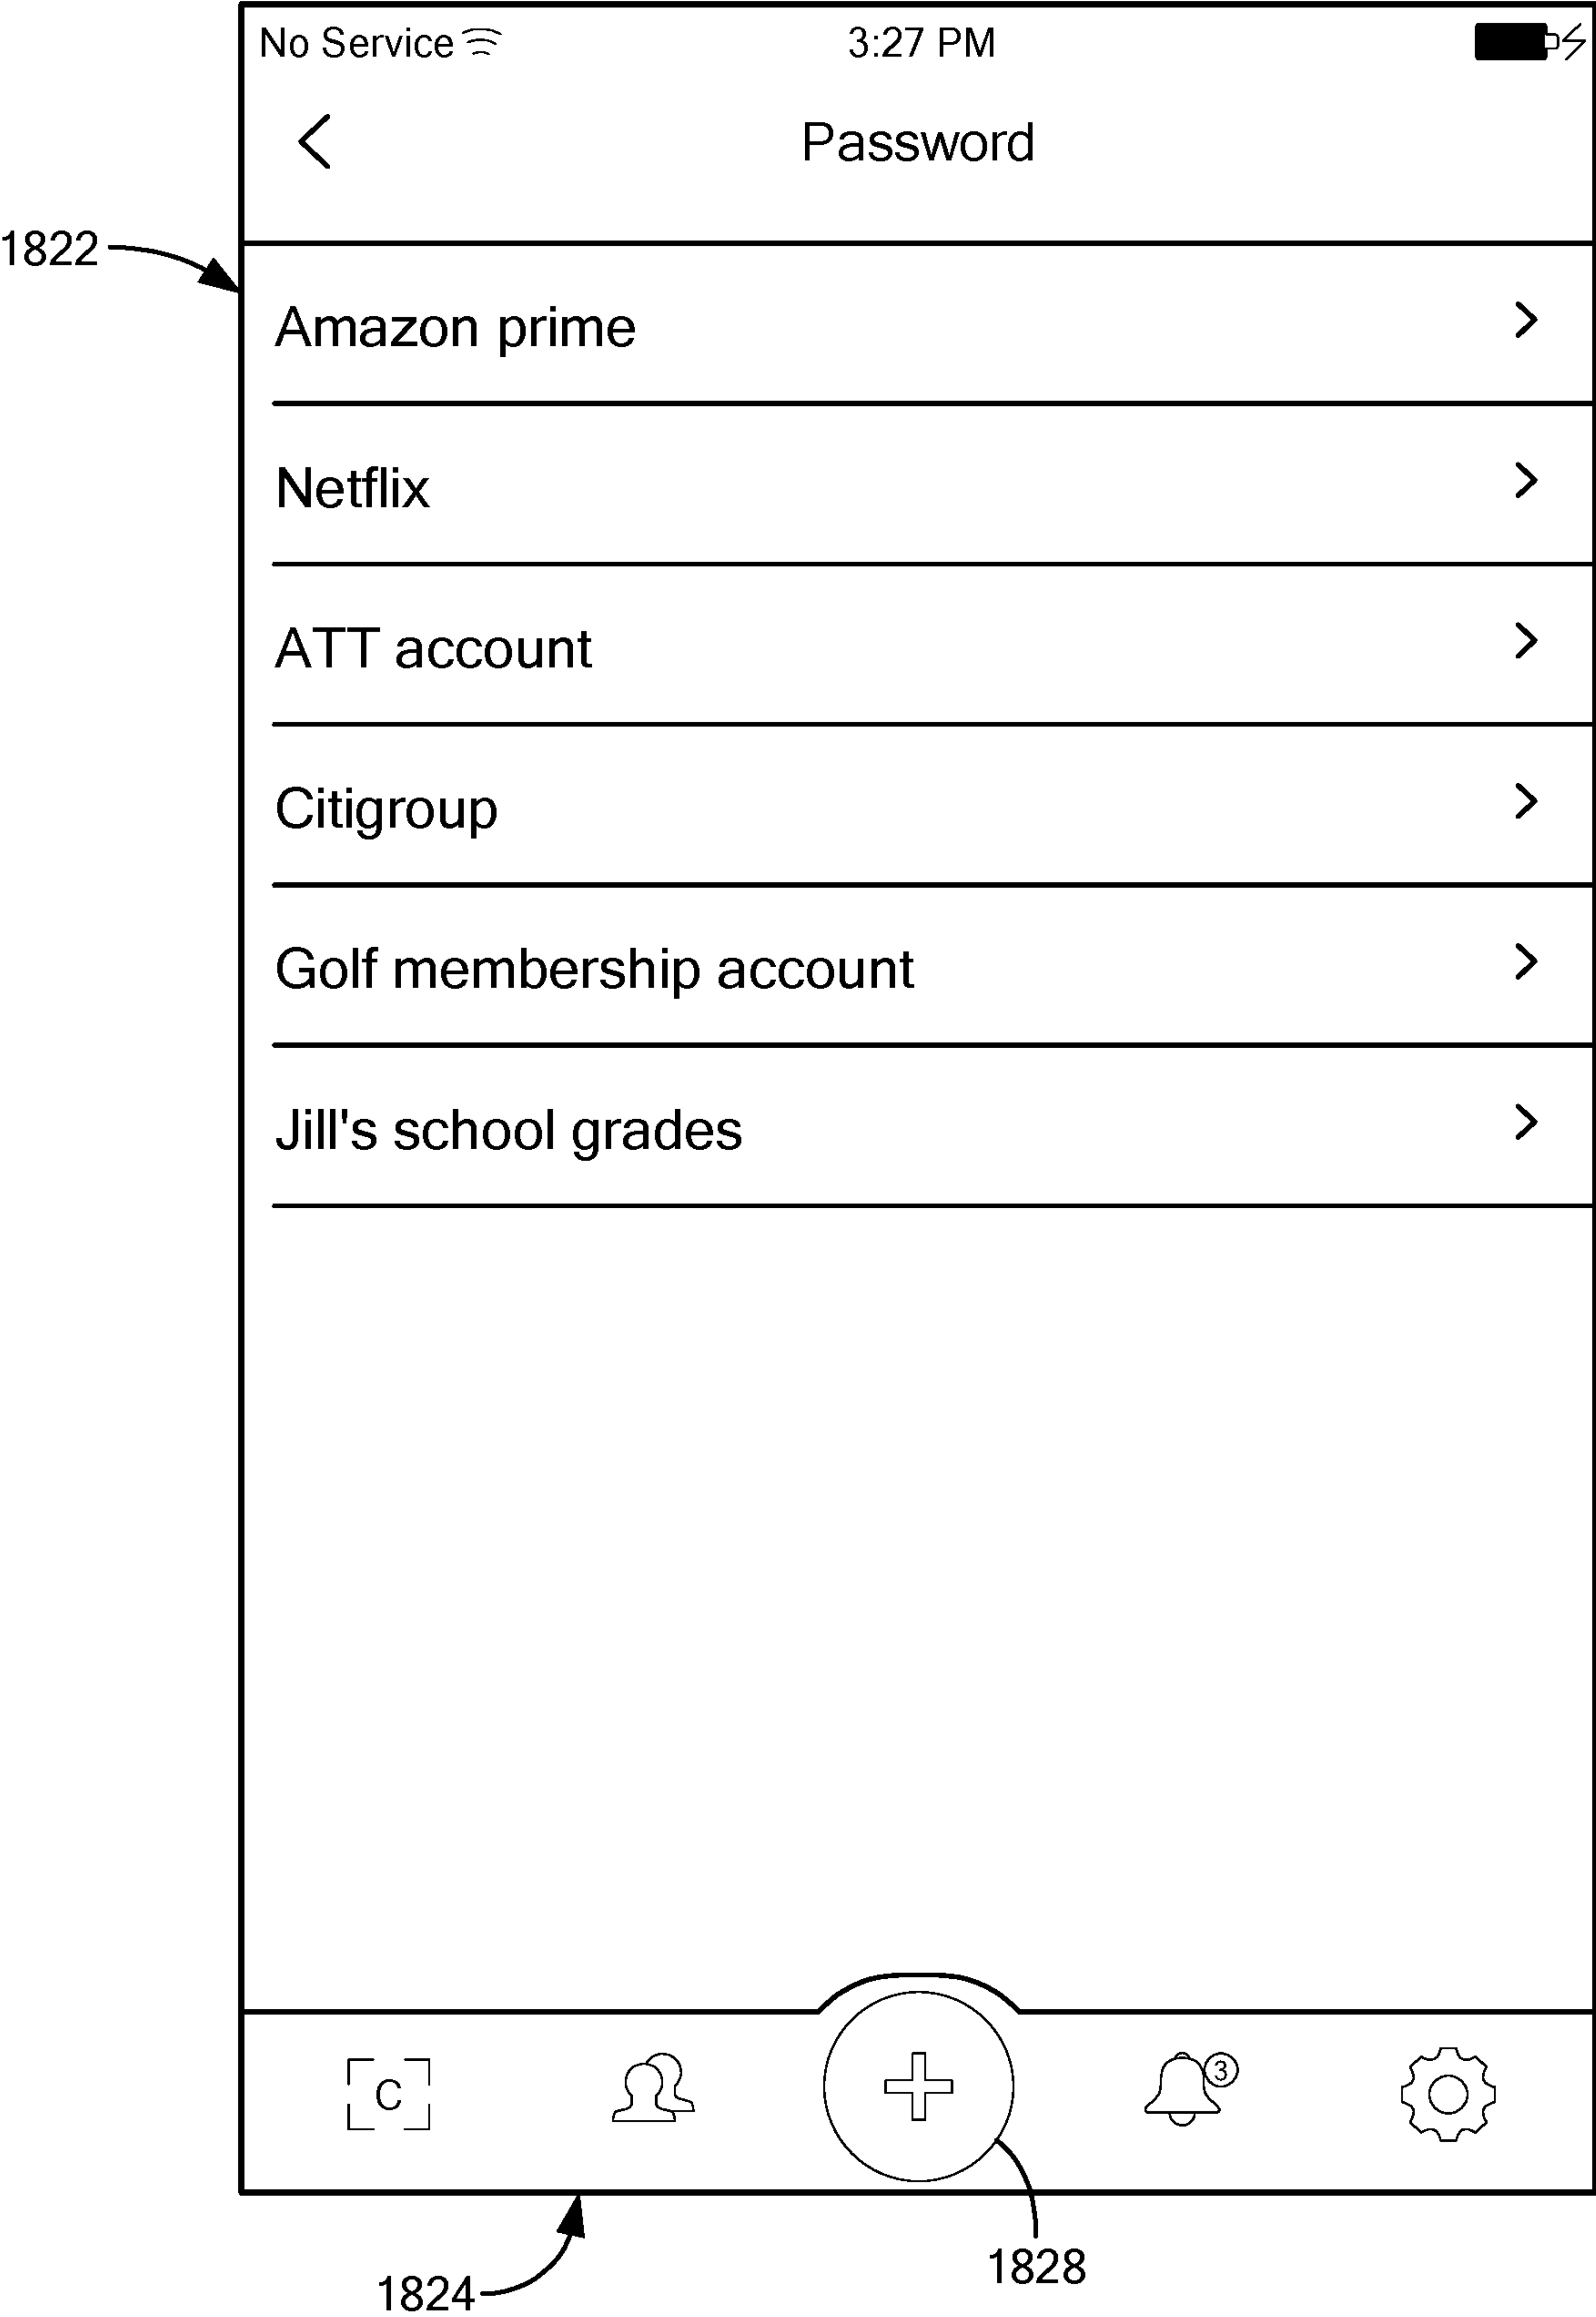 No Service 3:27 PM
Password
1822
Amazon prime
Netflix
ATT account
Citigroup
Golf membership account
Jill's school grades
C 3
1824 1828